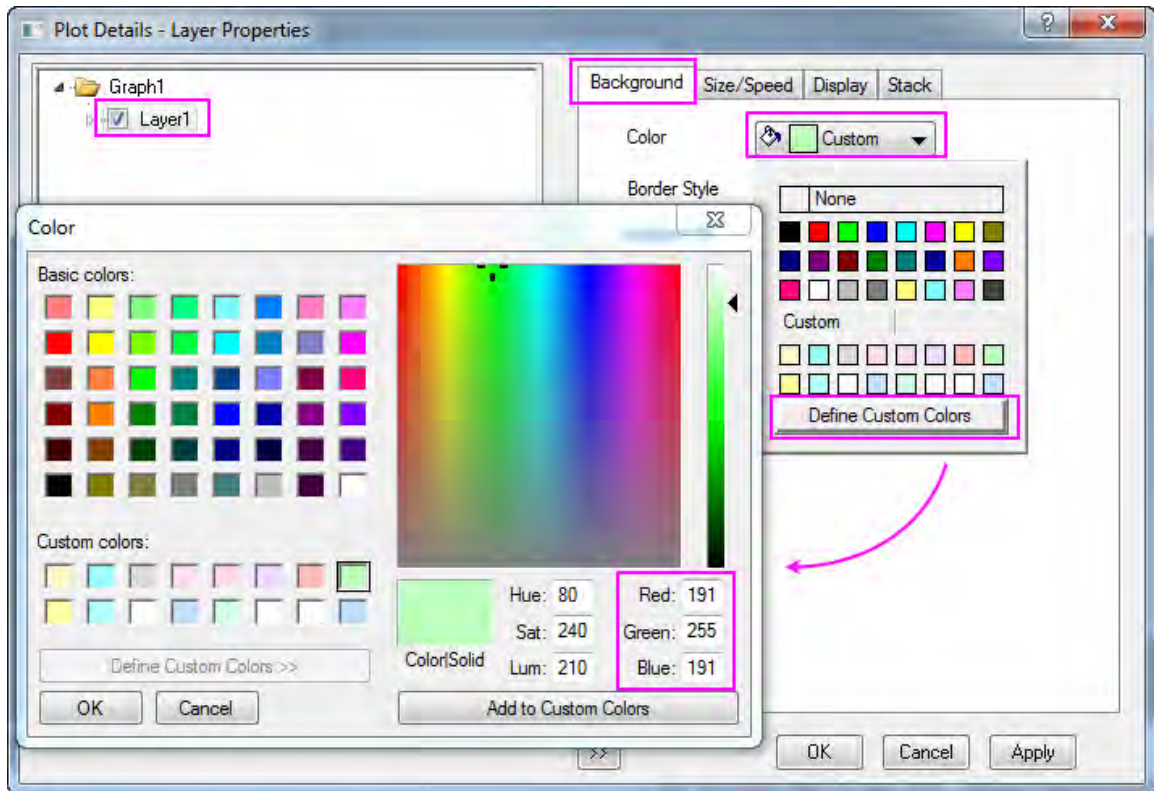 Plot Details - Layer Properties
Graph1
Layer1
Background Size/Speed Display Stack
Color Custom
Border Style
None
Custom
Define Custom Colors
Color
Basic colors:
Custom colors:
Define Custom Colors >>
OK Cancel
Color|Solid
Hue: 80 Red: 191
Sat: 240 Green: 255
Lum: 210 Blue: 191
Add to Custom Colors
>> OK Cancel Apply